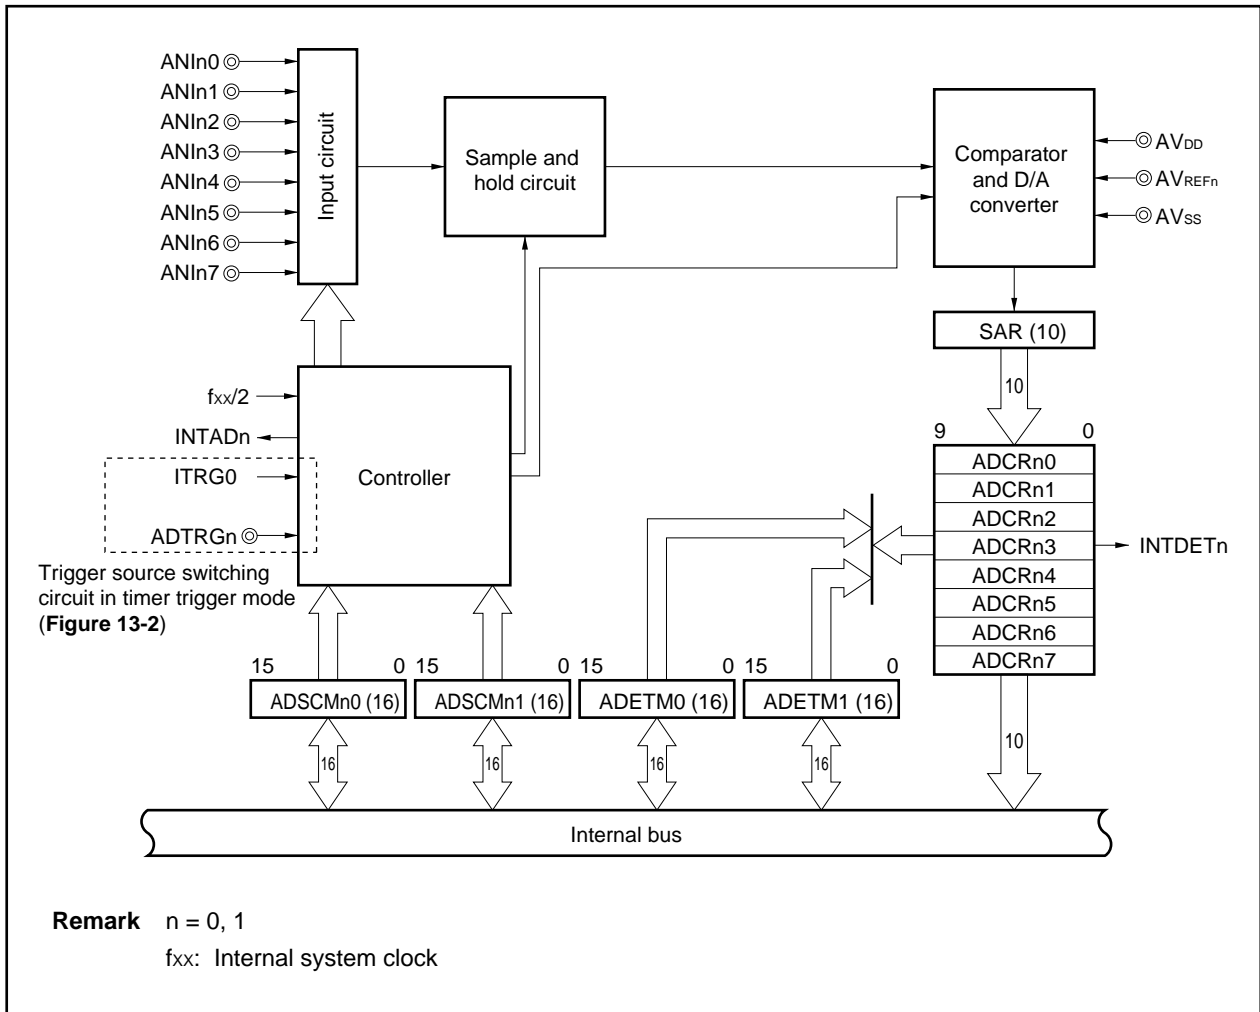 ANIn0
ANIn1
ANIn2
ANIn3
ANIn4
ANIn5
ANIn6
ANIn7
Input circuit
Sample and
hold circuit
Comparator
and D/A
converter
AVDD
AVREFn
AVSS
SAR (10)
10
9 0
ADCRn0
ADCRn1
ADCRn2
ADCRn3
ADCRn4
ADCRn5
ADCRn6
ADCRn7
INTDETn
fxx/2
INTADn
ITRG0
ADTRGn
Controller
Trigger source switching
circuit in timer trigger mode
(Figure 13-2)
15 0 15 0 15 0 15 0
ADSCMn0 (16) ADSCMn1 (16) ADETM0 (16) ADETM1 (16)
16 16 16 16 10
Internal bus
Remark n = 0, 1
fxx: Internal system clock